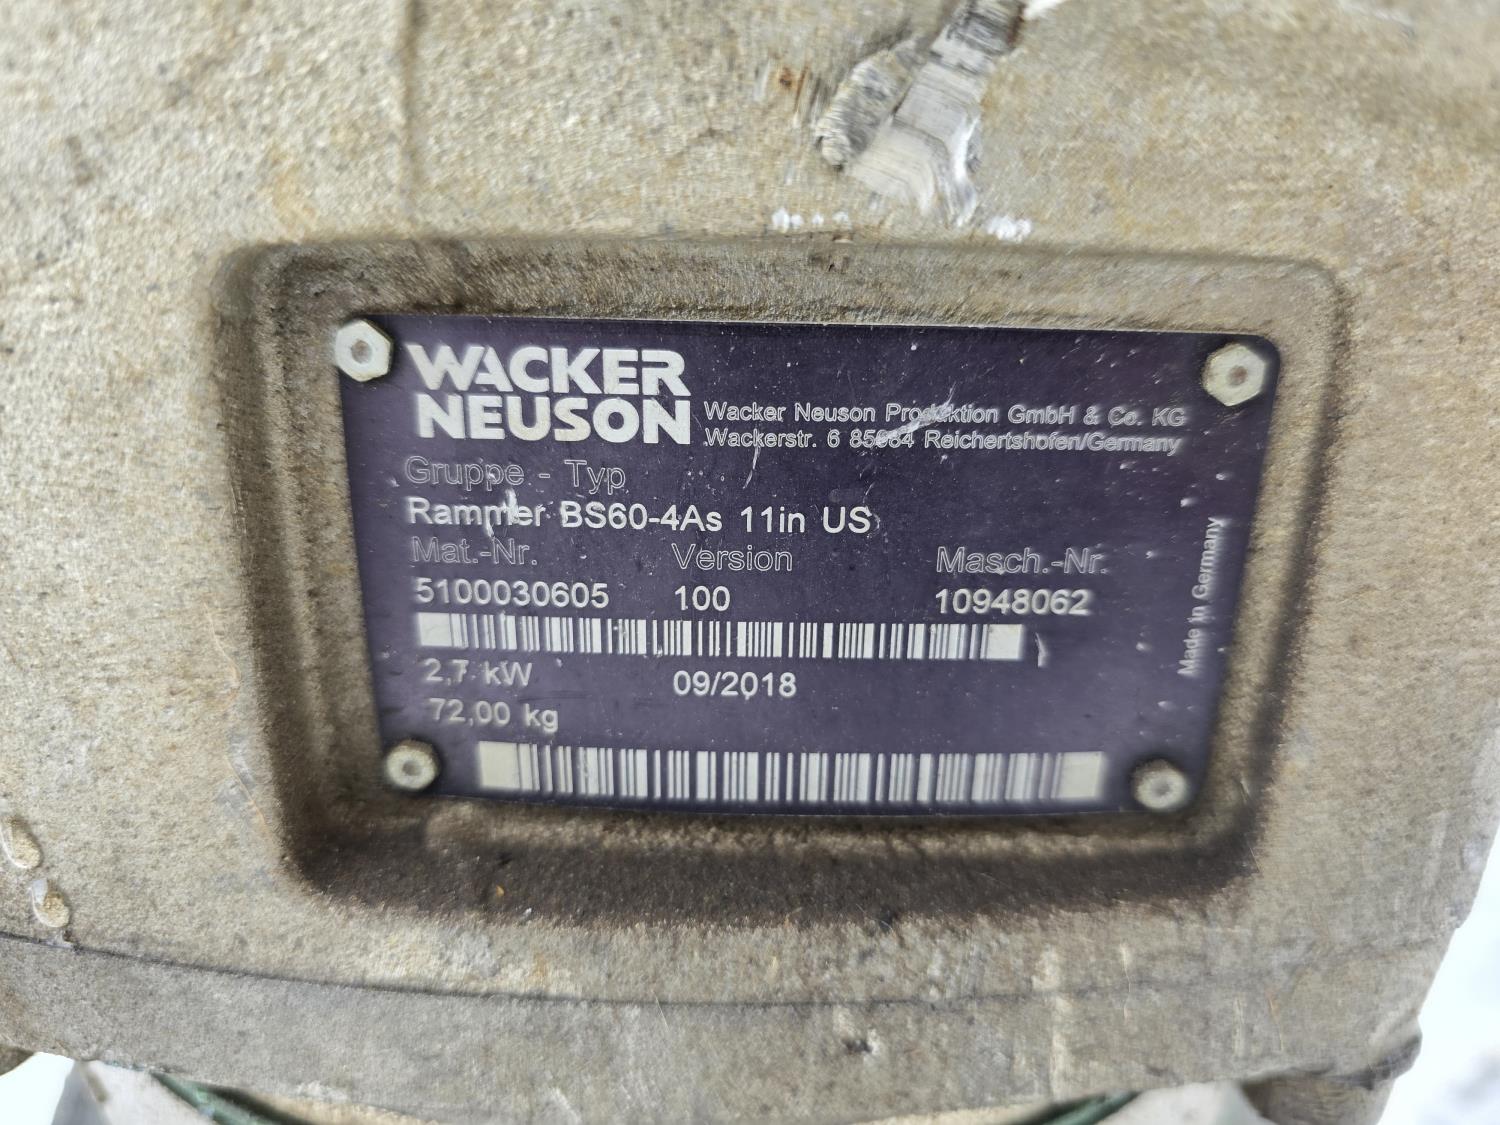 WACKER
NEUSON
Wacker Neuson Produktion GmbH & Co. KG
Wackerstr. 6 85084 Reichertshofen/Germany
Gruppe - Typ
Rammer BS60-4As 11in US
Mat.-Nr. Version Masch.-Nr.
5100030605 100 10948062
2,7 kW 09/2018
72,00 kg
Made in Germany